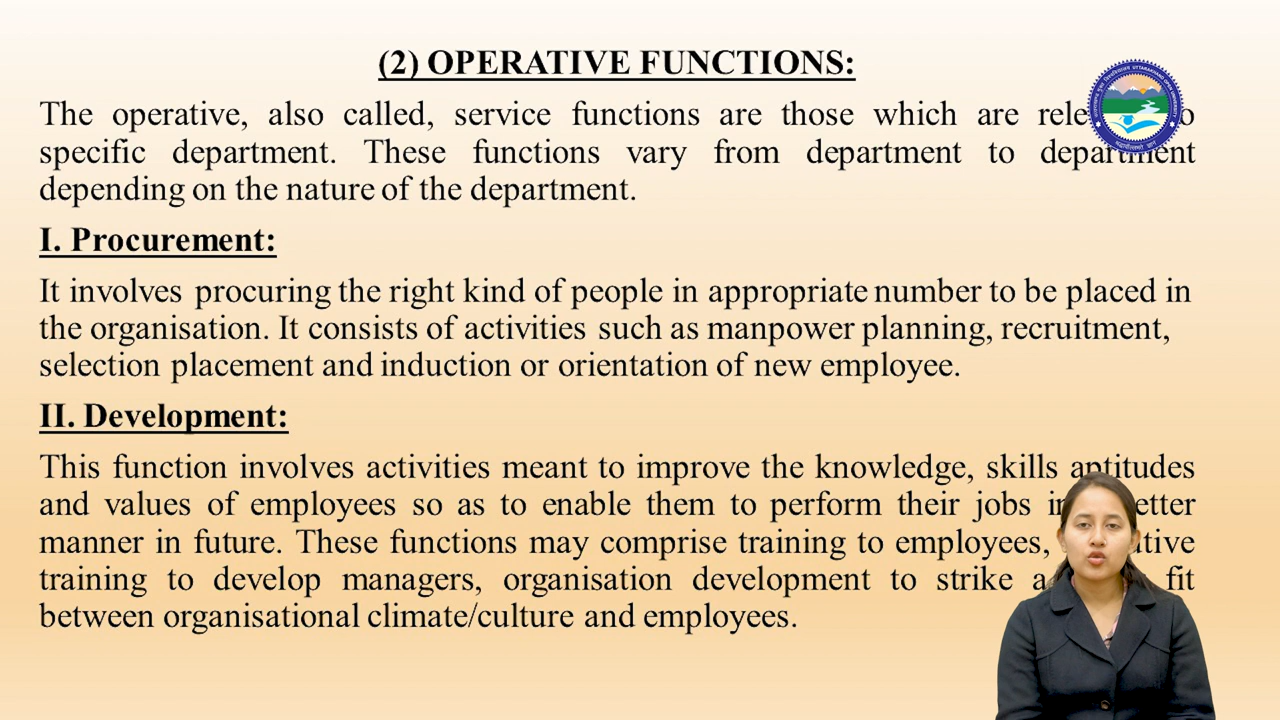 (2) OPERATIVE FUNCTIONS:
The operative, also called, service functions are those which are
specific department. These functions vary from department to department
depending on the nature of the department.
I. Procurement:
It involves procuring the right kind of people in appropriate number to be placed in
the organisation. It consists of activities such as manpower planning, recruitment,
selection placement and induction or orientation of new employee.
II. Development:
This function involves activities meant to improve the knowledge, skills aptitudes
and values of employees so as to enable them to perform their jobs
manner in future. These functions may comprise training to employees,
training to develop managers, organisation development to strike a fit
between organisational climate/culture and employees.